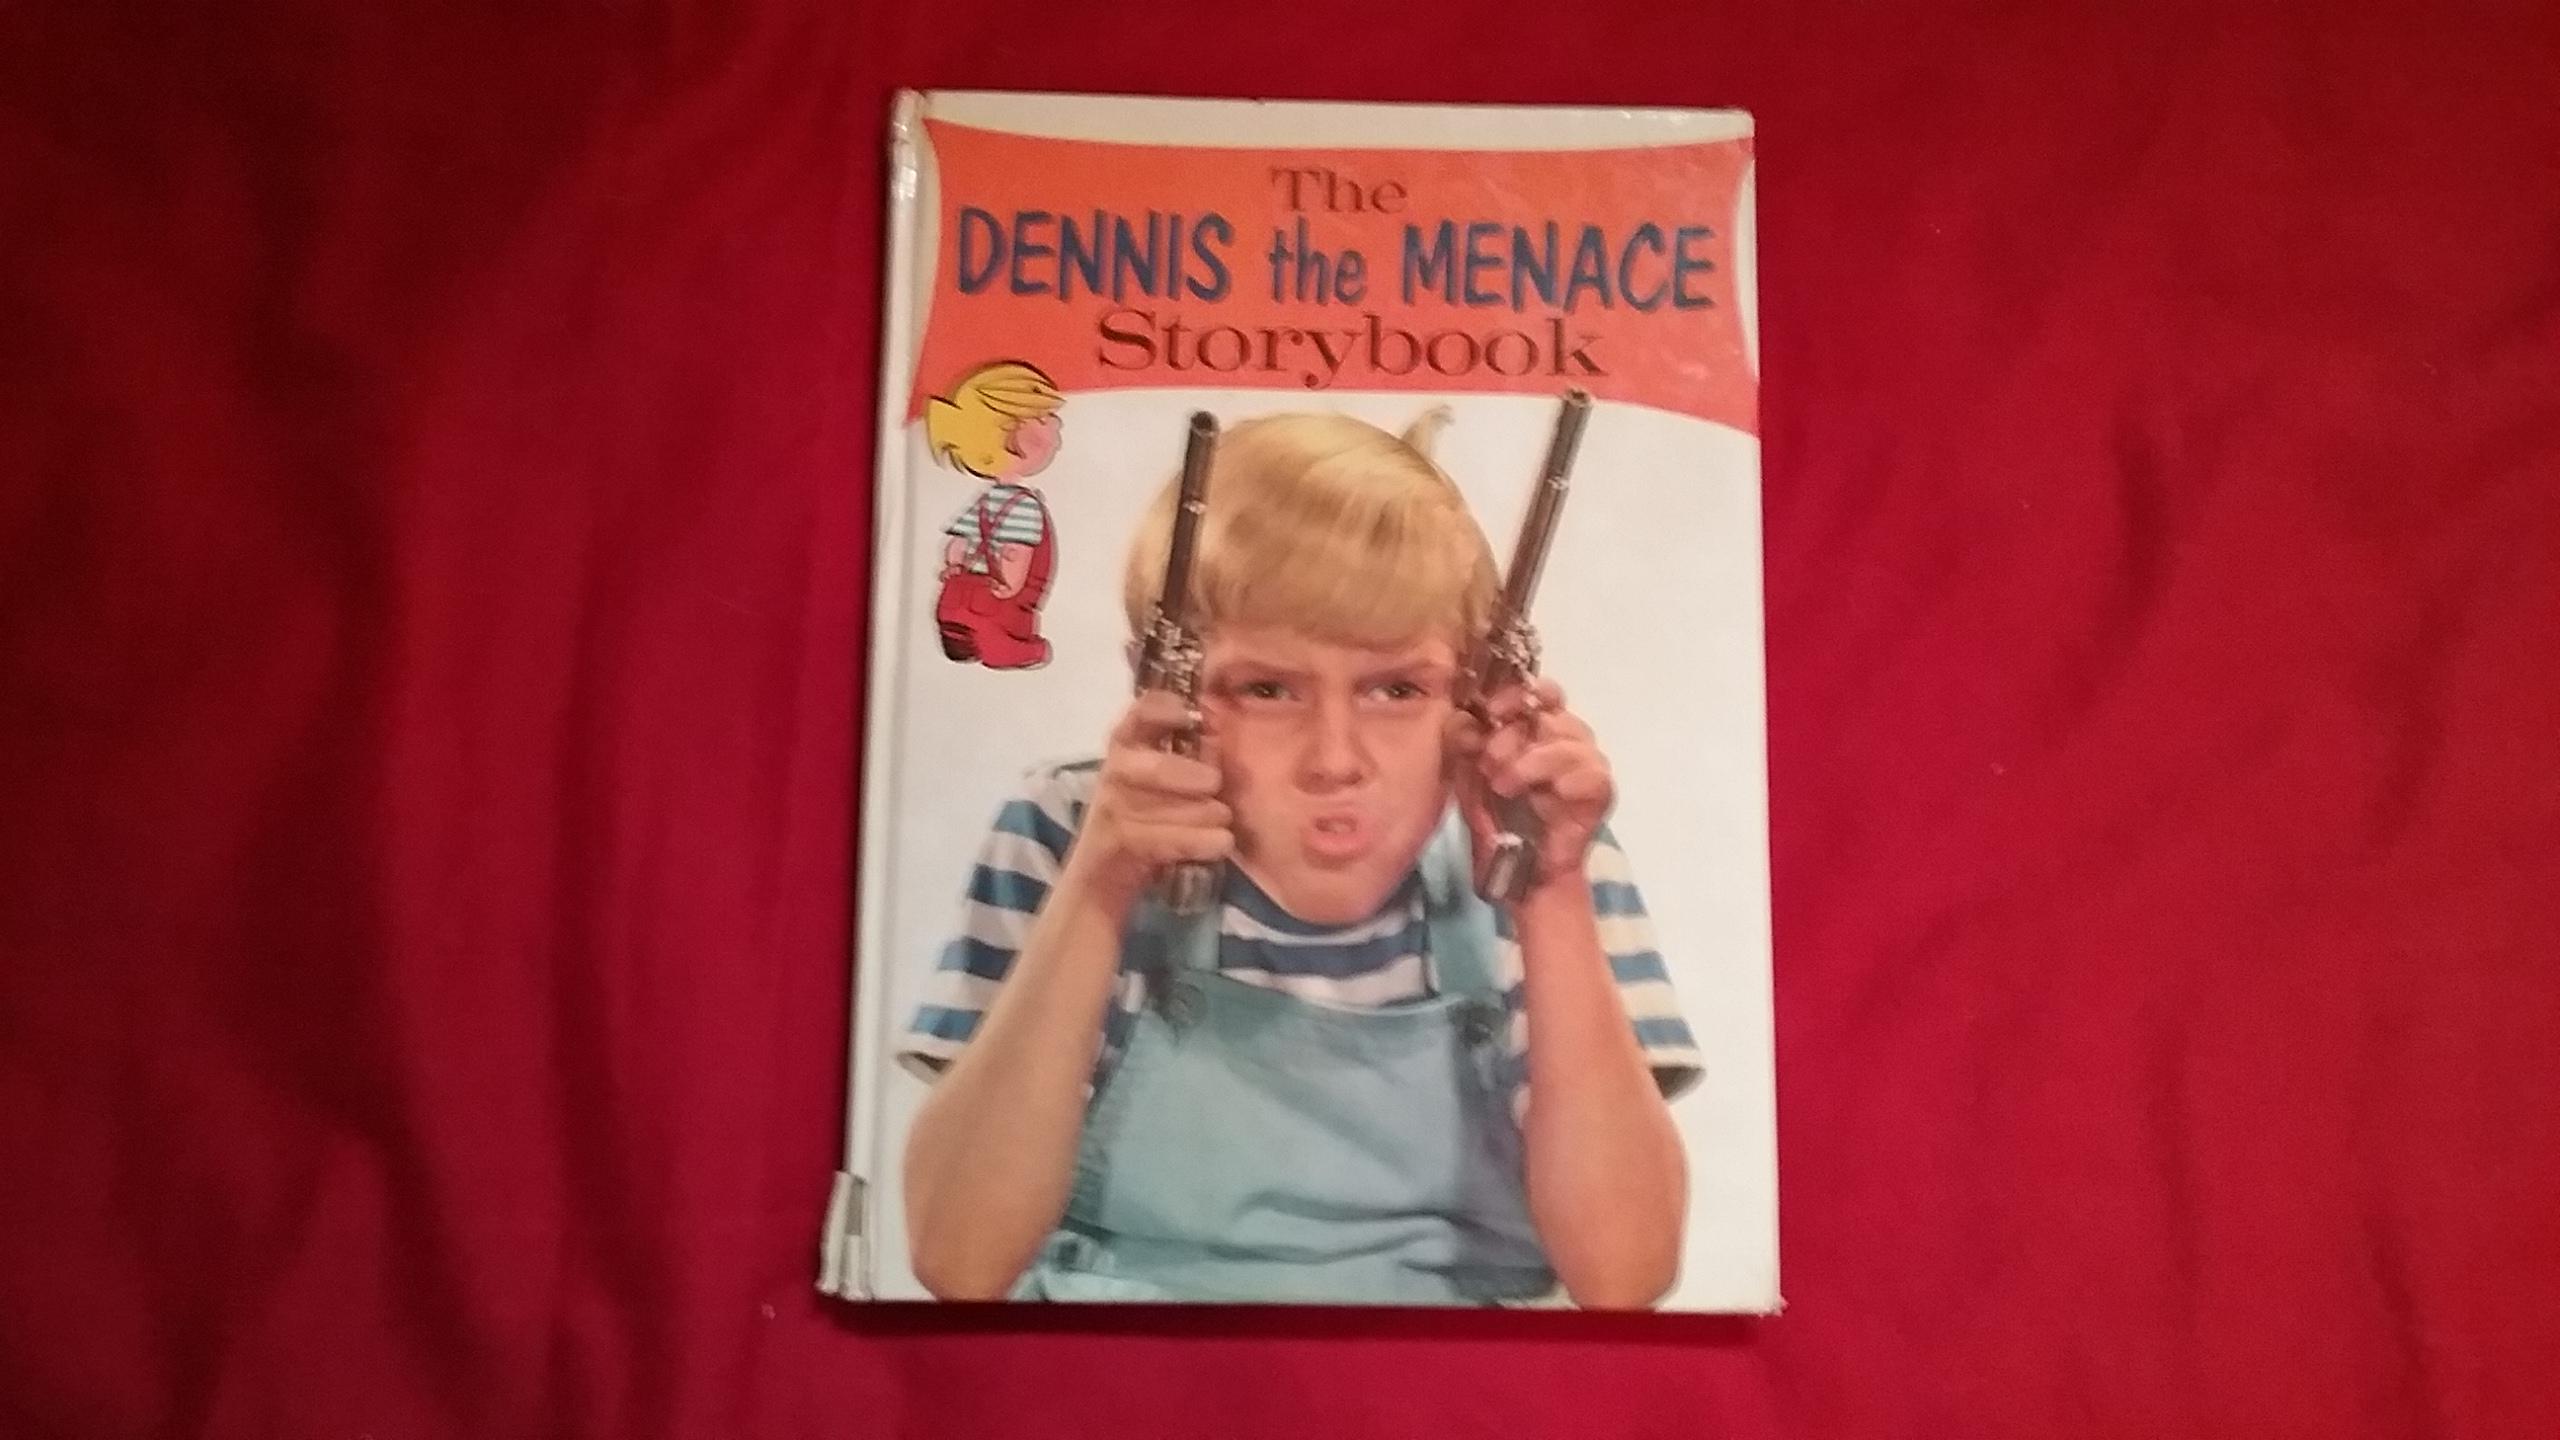 The
DENNIS the MENACE
Storybook